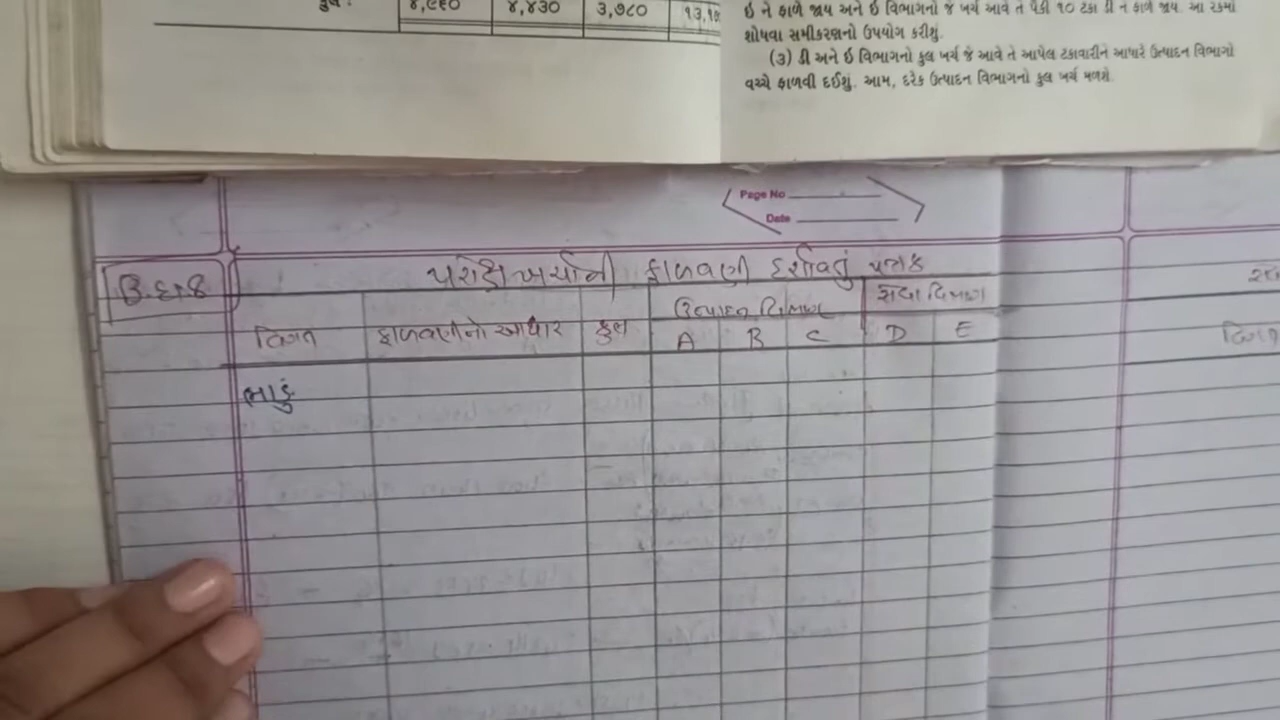 કુલ : ૪,૯૬૦ ૪,૪૩૦ ૩,૭૮૦
ઇ ને ફાળે જાય અને ઇ વિભાગનો જે ખર્ચ આવે તે પૈકી ૧૦ ટકા ડી ને ફાળે જાય. આ રકમો
શોધવા સમીકરણનો ઉપયોગ કરીશું.
(૩) ડી અને ઇ વિભાગનો કુલ ખર્ચ જે આવે તે આપેલ ટકાવારીને આધારે ઉત્પાદન વિભાગો
વચ્ચે ફાળવી દઈશું. આમ, દરેક ઉત્પાદન વિભાગનો કુલ ખર્ચ મળશે.
Page No
Date
પરોક્ષ ખર્ચાની ફાળવણી દર્શાવતું પત્રક
ઉત્પાદન વિભાગ સેવા વિભાગ
વિગત ફાળવણીનો આધાર કુલ A B C D E
ભાડું